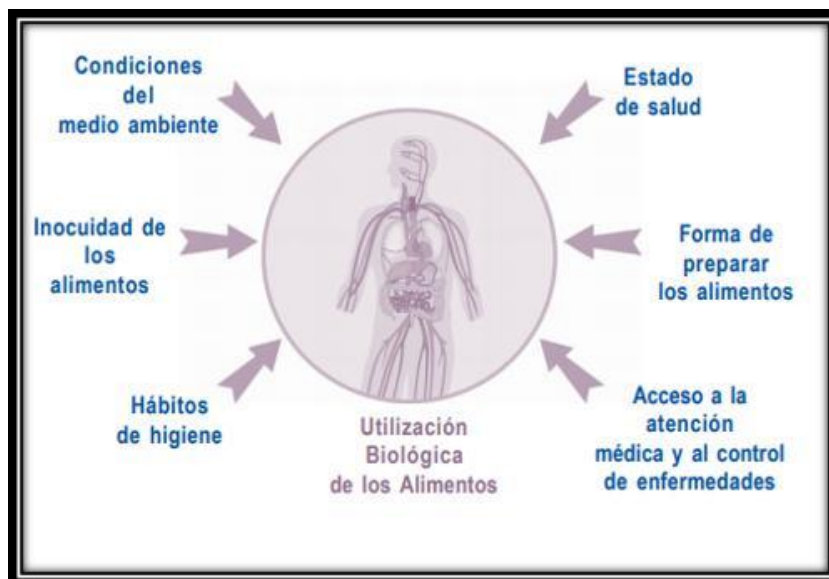 Condiciones
del
medio ambiente
Estado
de salud
Inocuidad de
los
alimentos
Forma de
preparar
los alimentos
Hábitos
de higiene
Acceso a la
atención
médica y al control
de enfermedades
Utilización
Biológica
de los Alimentos